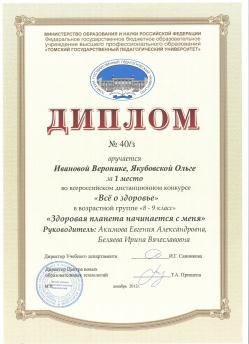 МИНИСТЕРСТВО ОБРАЗОВАНИЯ И НАУКИ РОССИЙСКОЙ ФЕДЕРАЦИИ
Федеральное государственное бюджетное образовательное
учреждение высшего профессионального образования
«ТОМСКИЙ ГОСУДАРСТВЕННЫЙ ПЕДАГОГИЧЕСКИЙ УНИВЕРСИТЕТ»
ДИПЛОМ
№ 40/з
вручается
Ивановой Веронике, Якубовской Ольге
за 1 место
во всероссийском дистанционном конкурсе
«Всё о здоровье»
в возрастной группе «8 - 9 класс»
«Здоровая планета начинается с меня»
Руководитель: Акимова Евгения Александровна,
Беляева Ирина Вячеславовна
Директор Учебного департамента
И.Г. Санникова
Директор Центра новых
образовательных технологий
Т.А. Прищепа
М.П.
декабрь 2012г.